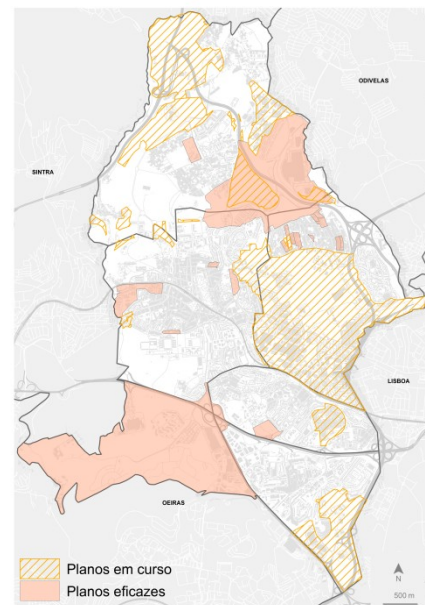 ODIVELAS
SINTRA
LISBOA
OEIRAS
Planos em curso
Planos eficazes
N
500 m